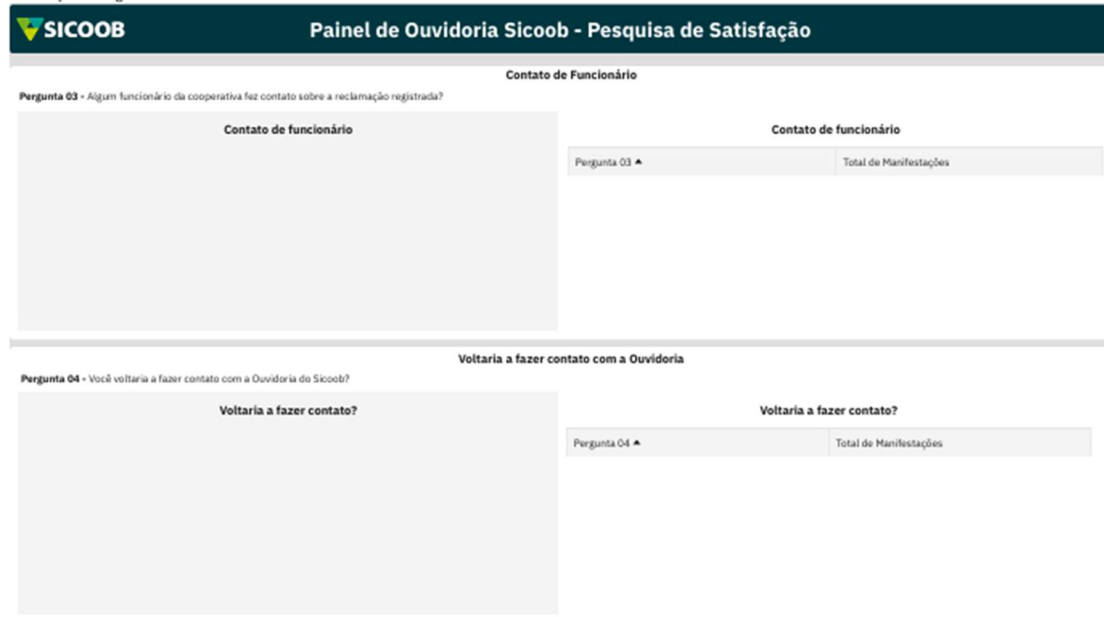 SICOOB
Painel de Ouvidoria Sicoob - Pesquisa de Satisfação
Contato de Funcionário
Pergunta 03 - Algum funcionário da cooperativa fez contato sobre a reclamação registrada?
Contato de funcionário
Contato de funcionário
Pergunta 03 ▲ Total de Manifestações
Voltaria a fazer contato com a Ouvidoria
Pergunta 04 - Você voltaria a fazer contato com a Ouvidoria do Sicoob?
Voltaria a fazer contato?
Voltaria a fazer contato?
Pergunta 04 ▲ Total de Manifestações